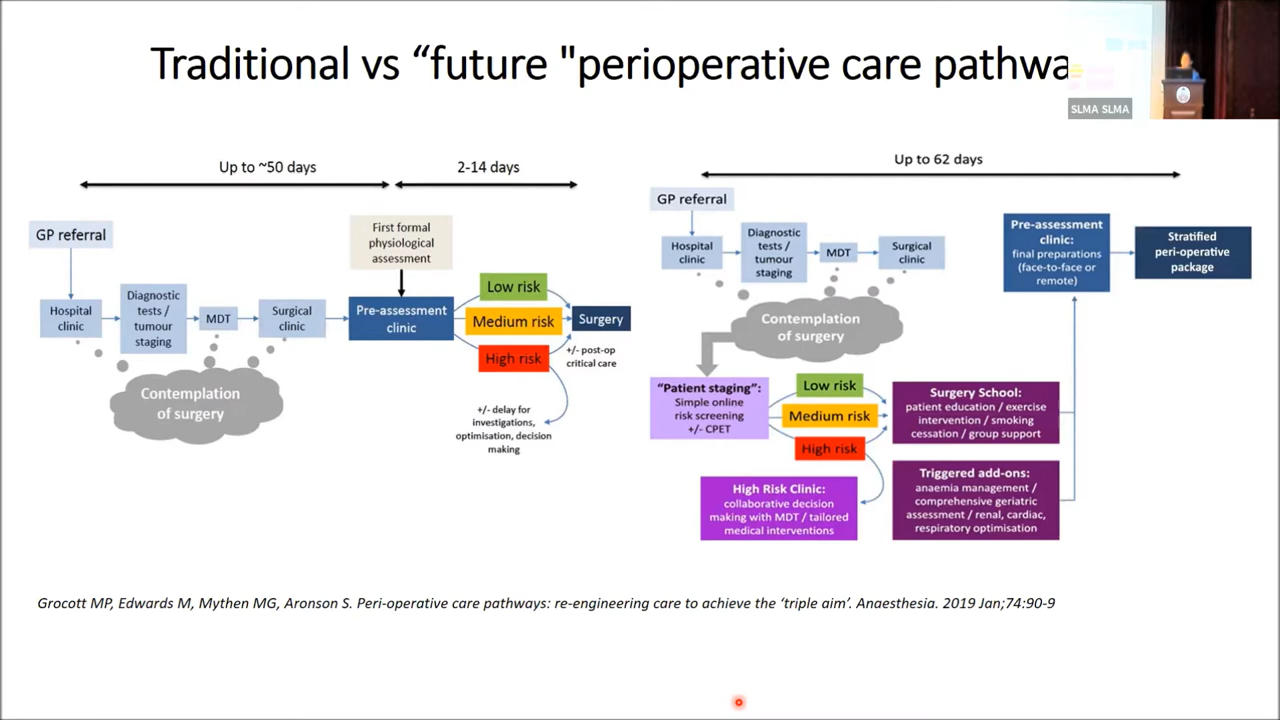 Traditional vs “future "perioperative care pathwa
SLMA SLMA
Up to ~50 days
2-14 days
GP referral
First formal
physiological
assessment
Hospital
clinic
Diagnostic
tests /
tumour
staging
MDT
Surgical
clinic
Pre-assessment
clinic
Low risk
Medium risk
High risk
Surgery
+/- post-op
critical care
+/- delay for
investigations,
optimisation, decision
making
Contemplation
of surgery
Up to 62 days
GP referral
Hospital
clinic
Diagnostic
tests /
tumour
staging
MDT
Surgical
clinic
Pre-assessment
clinic:
final preparations
(face-to-face or
remote)
Stratified
peri-operative
package
Contemplation
of surgery
“Patient staging”:
Simple online
risk screening
+/- CPET
Low risk
Medium risk
High risk
Surgery School:
patient education / exercise
intervention / smoking
cessation / group support
High Risk Clinic:
collaborative decision
making with MDT / tailored
medical interventions
Triggered add-ons:
anaemia management /
comprehensive geriatric
assessment / renal, cardiac,
respiratory optimisation
Grocott MP, Edwards M, Mythen MG, Aronson S. Peri-operative care pathways: re-engineering care to achieve the ‘triple aim’. Anaesthesia. 2019 Jan;74:90-9